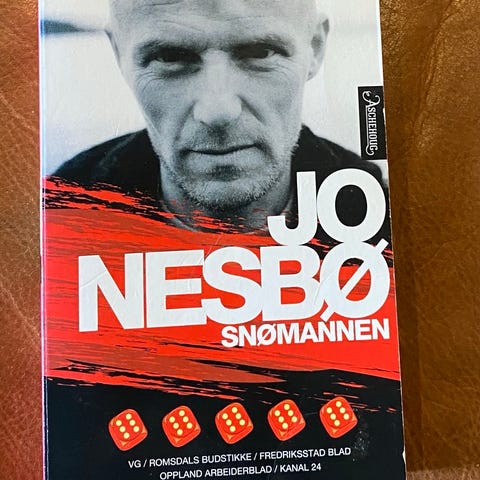 ASCHEHOUG
JO
NESBØ
SNØMANNEN
VG / ROMSDALS BUDSTIKKE / FREDRIKSSTAD BLAD
OPPLAND ARBEIDERBLAD / KANAL 24